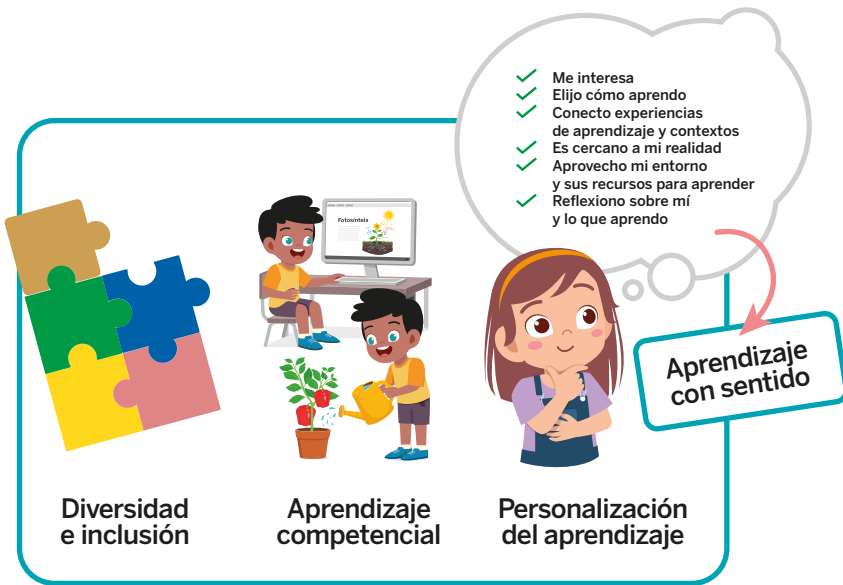 Me interesa
Elijo cómo aprendo
Conecto experiencias
de aprendizaje y contextos
Es cercano a mi realidad
Aprovecho mi entorno
y sus recursos para aprender
Reflexiono sobre mí
y lo que aprendo
Fotosínteis
Aprendizaje
con sentido
Diversidad
e inclusión
Aprendizaje
competencial
Personalización
del aprendizaje